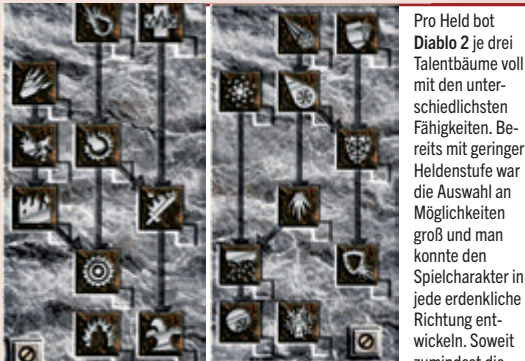 Pro Held bot
Diablo 2 je drei
Talentbäume voll
mit den unter-
schiedlichsten
Fähigkeiten. Be-
reits mit geringer
Heldenstufe war
die Auswahl an
Möglichkeiten
groß und man
konnte den
Spielcharakter in
jede erdenkliche
Richtung ent-
wickeln. Soweit
zumindest die